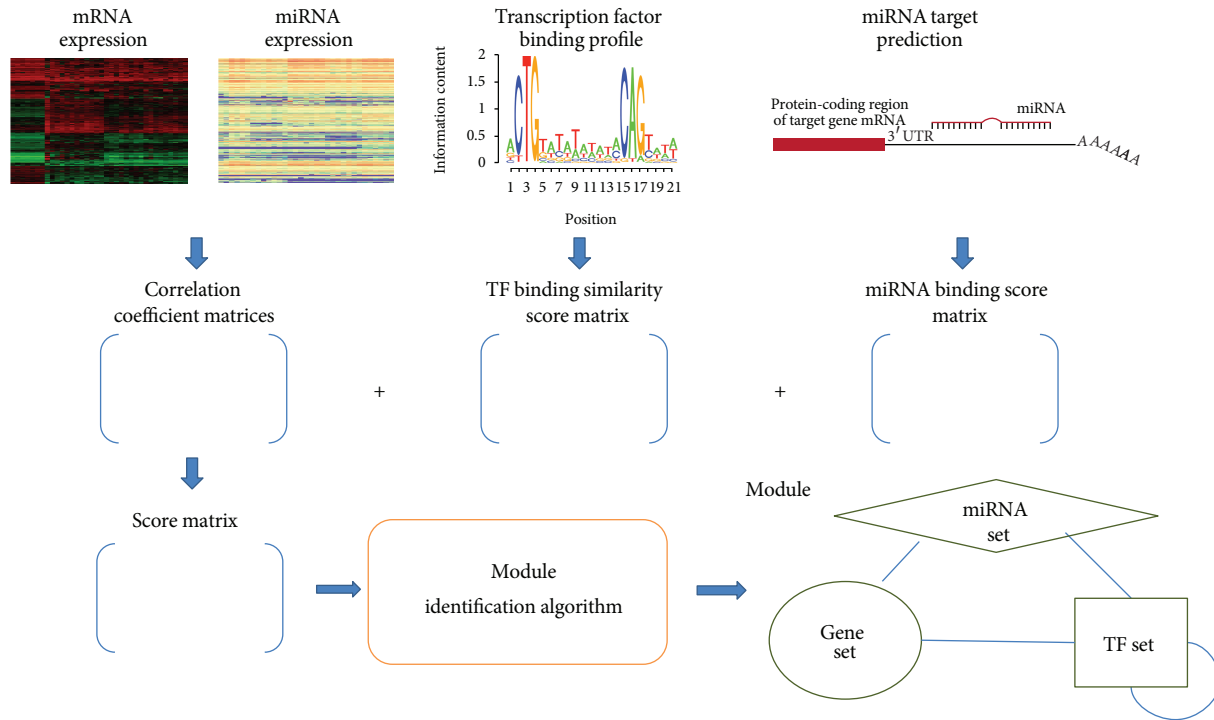 mRNA
expression
miRNA
expression
Transcription factor
binding profile
miRNA target
prediction
Information content
2
1.5
1
0.5
0
A
C
T
G
T
A
T
A
T
A
T
A
C
A
G
T
A
T
A
1 3 5 7 9 11 13 15 17 19 21
Position
Protein-coding region
of target gene mRNA
miRNA
3′ UTR
AAAAAA
Correlation
coefficient matrices
TF binding similarity
score matrix
miRNA binding score
matrix
+
+
Score matrix
Module
identification algorithm
Module
miRNA
set
Gene
set
TF set